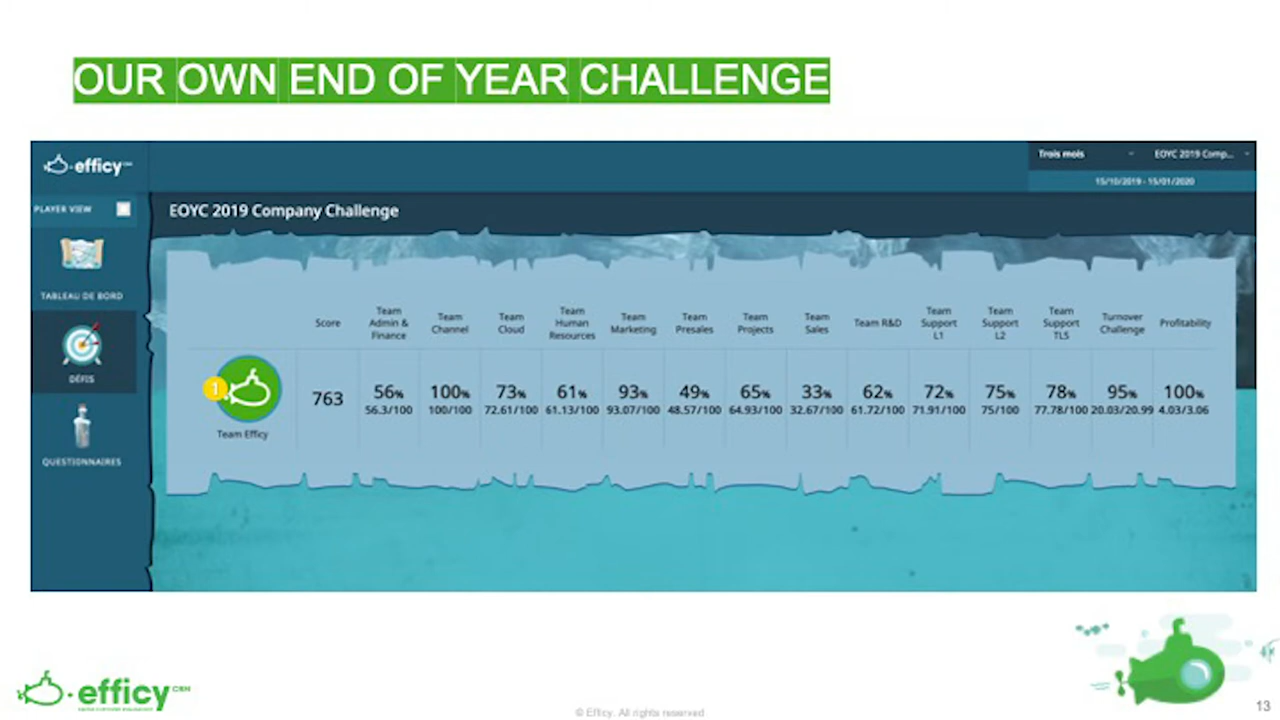 OUR OWN END OF YEAR CHALLENGE
efficy CRM
Trois mois
EOYC 2019 Comp...
15/10/2019 - 15/01/2020
PLAYER VIEW
EOYC 2019 Company Challenge
TABLEAU DE BORD
DÉFIS
QUESTIONNAIRES
Score
Team Admin & Finance
Team Channel
Team Cloud
Team Human Resources
Team Marketing
Team Presales
Team Projects
Team Sales
Team R&D
Team Support L1
Team Support L2
Team Support TLS
Turnover Challenge
Profitability
1
Team Efficy
763
56%
56.3/100
100%
100/100
73%
72.61/100
61%
61.13/100
93%
93.07/100
49%
48.57/100
65%
64.93/100
33%
32.67/100
62%
61.72/100
72%
71.91/100
75%
75/100
78%
77.78/100
95%
20.03/20.99
100%
4.03/3.06
efficy CRM
© Efficy. All rights reserved
13